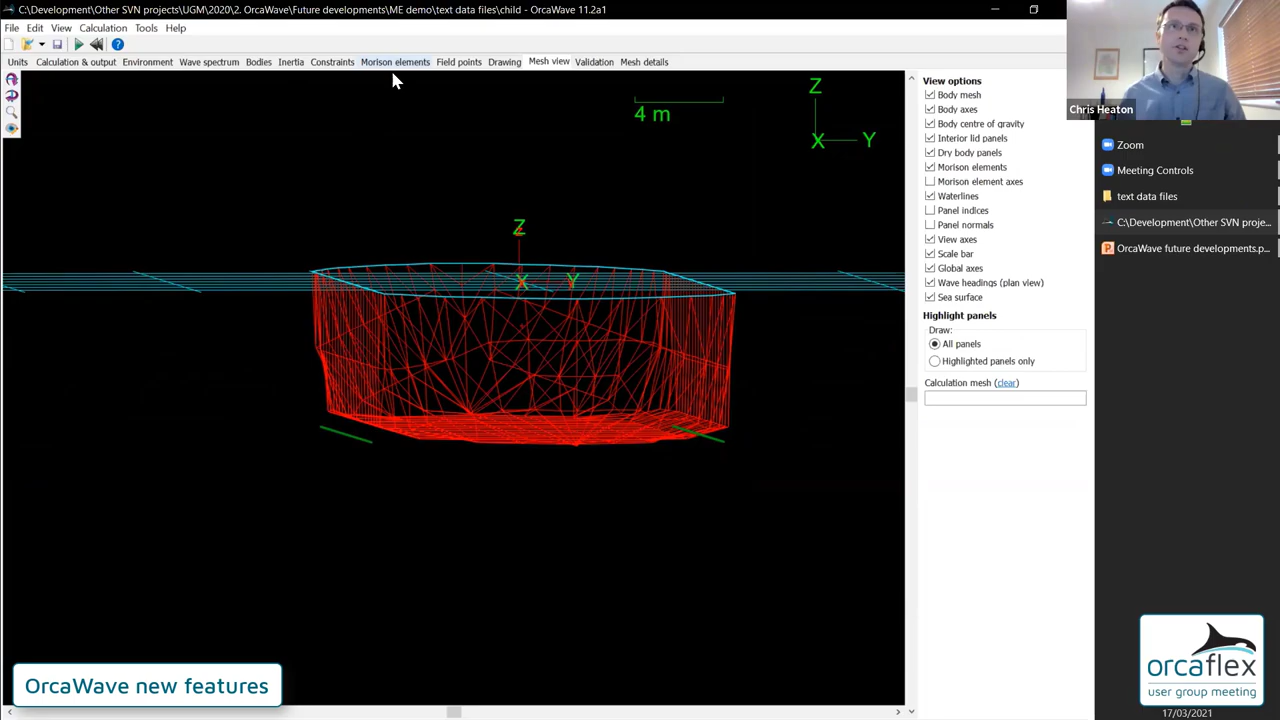 C:\Development\Other SVN projects\UGM\2020\2. OrcaWave\Future developments\ME demo\text data files\child - OrcaWave 11.2a1
File Edit View Calculation Tools Help
Units Calculation & output Environment Wave spectrum Bodies Inertia Constraints Morison elements Field points Drawing Mesh view Validation Mesh details
4 m
Z
X
Y
Z
X
Y
View options
Body mesh
Body axes
Body centre of gravity
Interior lid panels
Dry body panels
Morison elements
Morison element axes
Waterlines
Panel indices
Panel normals
View axes
Scale bar
Global axes
Wave headings (plan view)
Sea surface
Highlight panels
Draw:
All panels
Highlighted panels only
Calculation mesh (clear)
Chris Heaton
Zoom
Meeting Controls
text data files
C:\Development\Other SVN proje...
OrcaWave future developments.p...
OrcaWave new features
orcaflex
user group meeting
17/03/2021